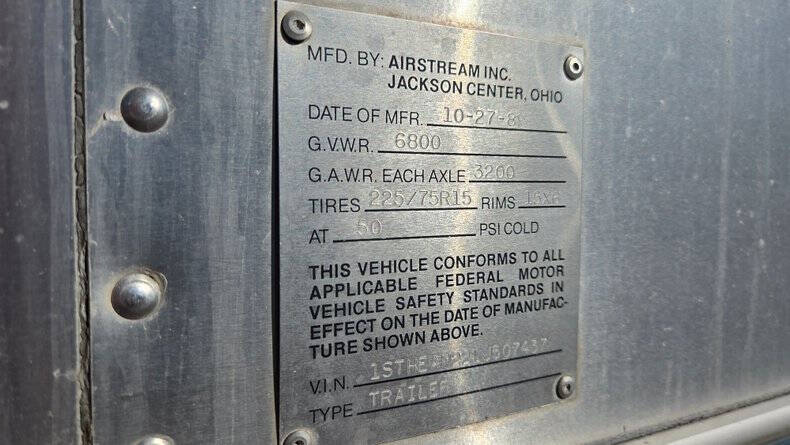 MFD. BY: AIRSTREAM INC.
JACKSON CENTER, OHIO
DATE OF MFR.
G.V.W.R. 6800
G.A.W.R. EACH AXLE 3200
TIRES 225/75R15 RIMS
AT 50 PSI COLD
THIS VEHICLE CONFORMS TO ALL
APPLICABLE FEDERAL MOTOR
VEHICLE SAFETY STANDARDS IN
EFFECT ON THE DATE OF MANUFAC-
TURE SHOWN ABOVE.
V.I.N.
TYPE TRAILER